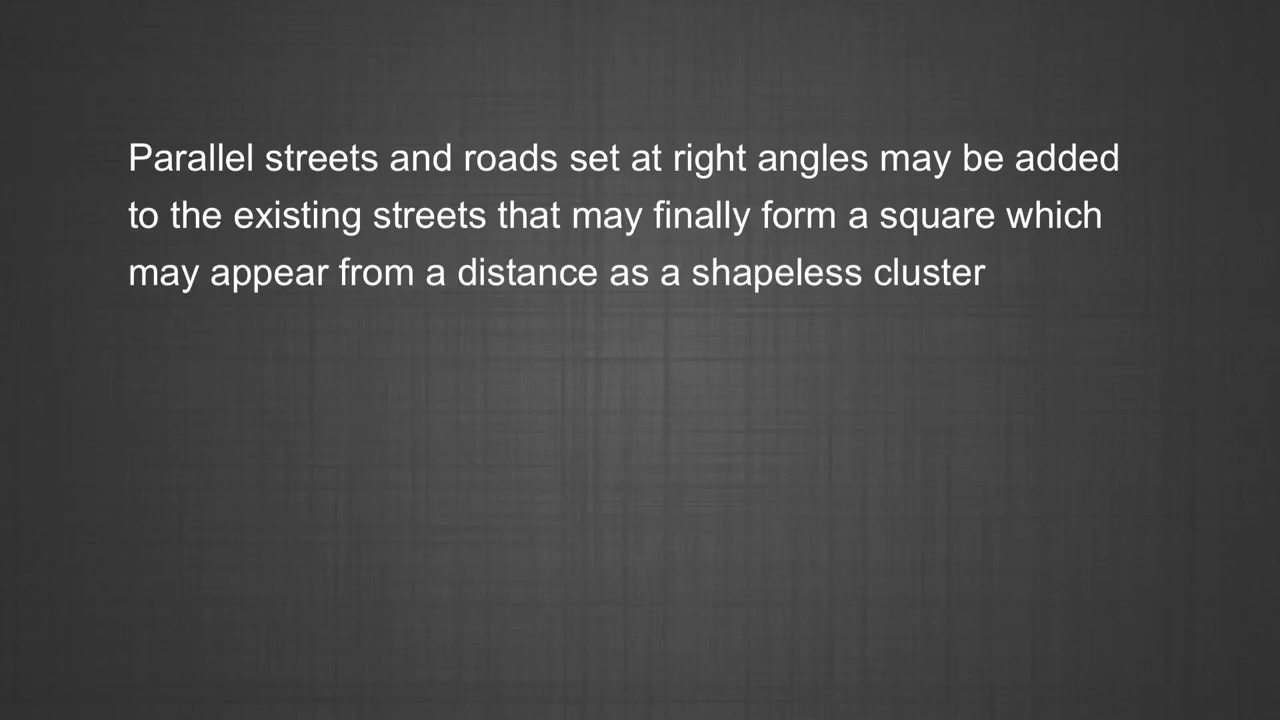 Parallel streets and roads set at right angles may be added
to the existing streets that may finally form a square which
may appear from a distance as a shapeless cluster